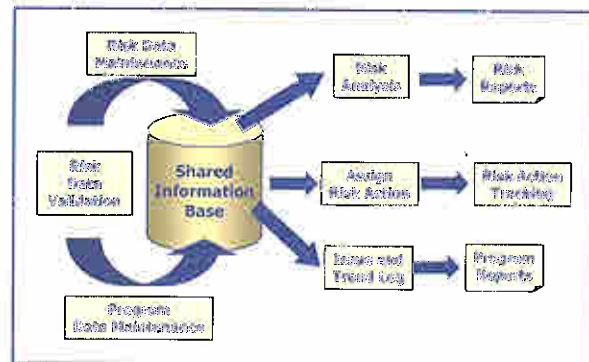 Risk Data
Maintenance
Risk
Analysis
Risk
Reports
Risk
Data
Validation
Shared
Information
Base
Assign
Risk Action
Risk Action
Tracking
Issue and
Trend Log
Program
Reports
Program
Data Maintenance